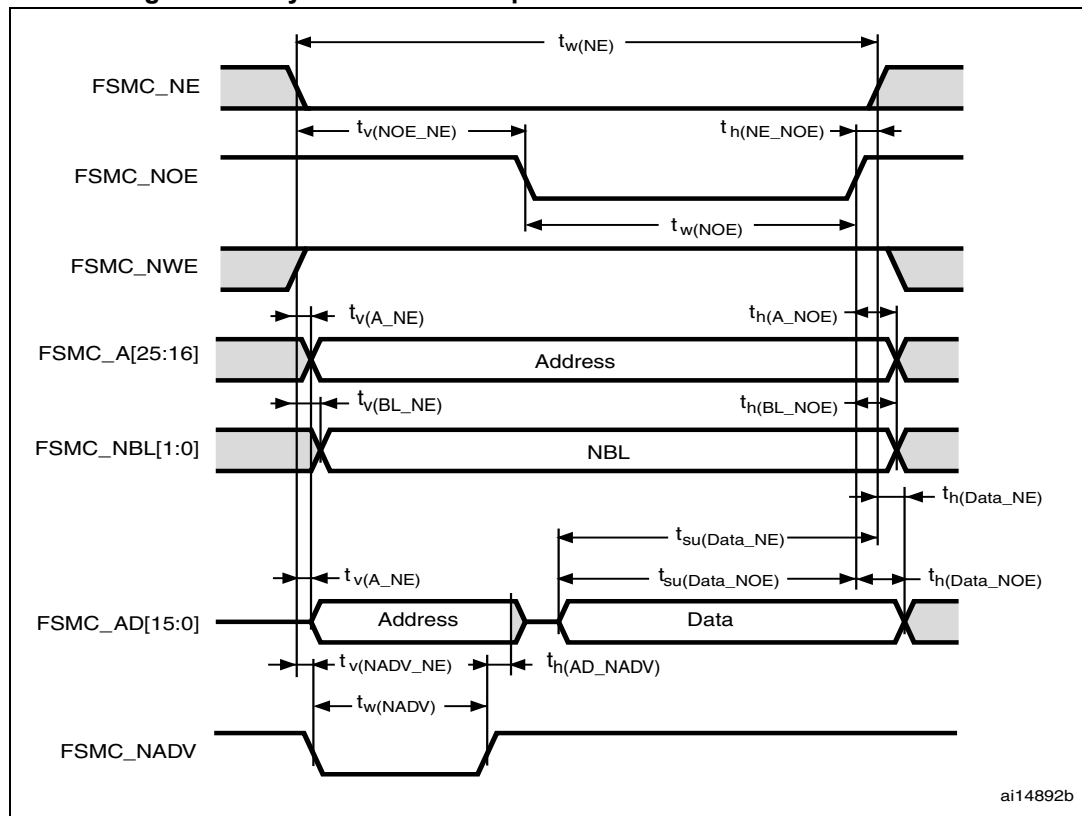 tw(NE)
FSMC_NE
tv(NOE_NE)
th(NE_NOE)
FSMC_NOE
tw(NOE)
FSMC_NWE
tv(A_NE)
th(A_NOE)
FSMC_A[25:16]
Address
tv(BL_NE)
th(BL_NOE)
FSMC_NBL[1:0]
NBL
th(Data_NE)
tsu(Data_NE)
tv(A_NE)
tsu(Data_NOE)
th(Data_NOE)
FSMC_AD[15:0]
Address
Data
tv(NADV_NE)
th(AD_NADV)
tw(NADV)
FSMC_NADV
ai14892b